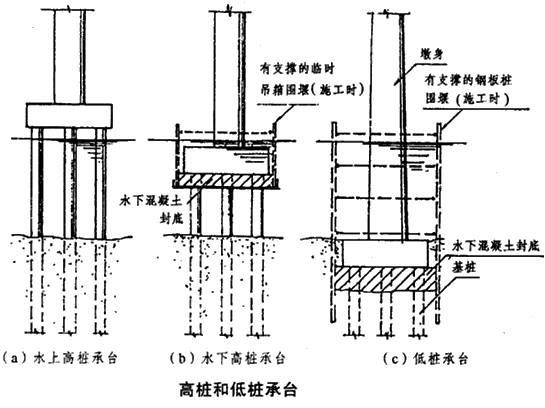 有支撑的临时
吊箱围堰(施工时)
水下混凝土
封底
墩身
有支撑的钢板桩
围堰(施工时)
水下混凝土封底
基桩
(a)水上高桩承台
(b)水下高桩承台
(c)低桩承台
高桩和低桩承台